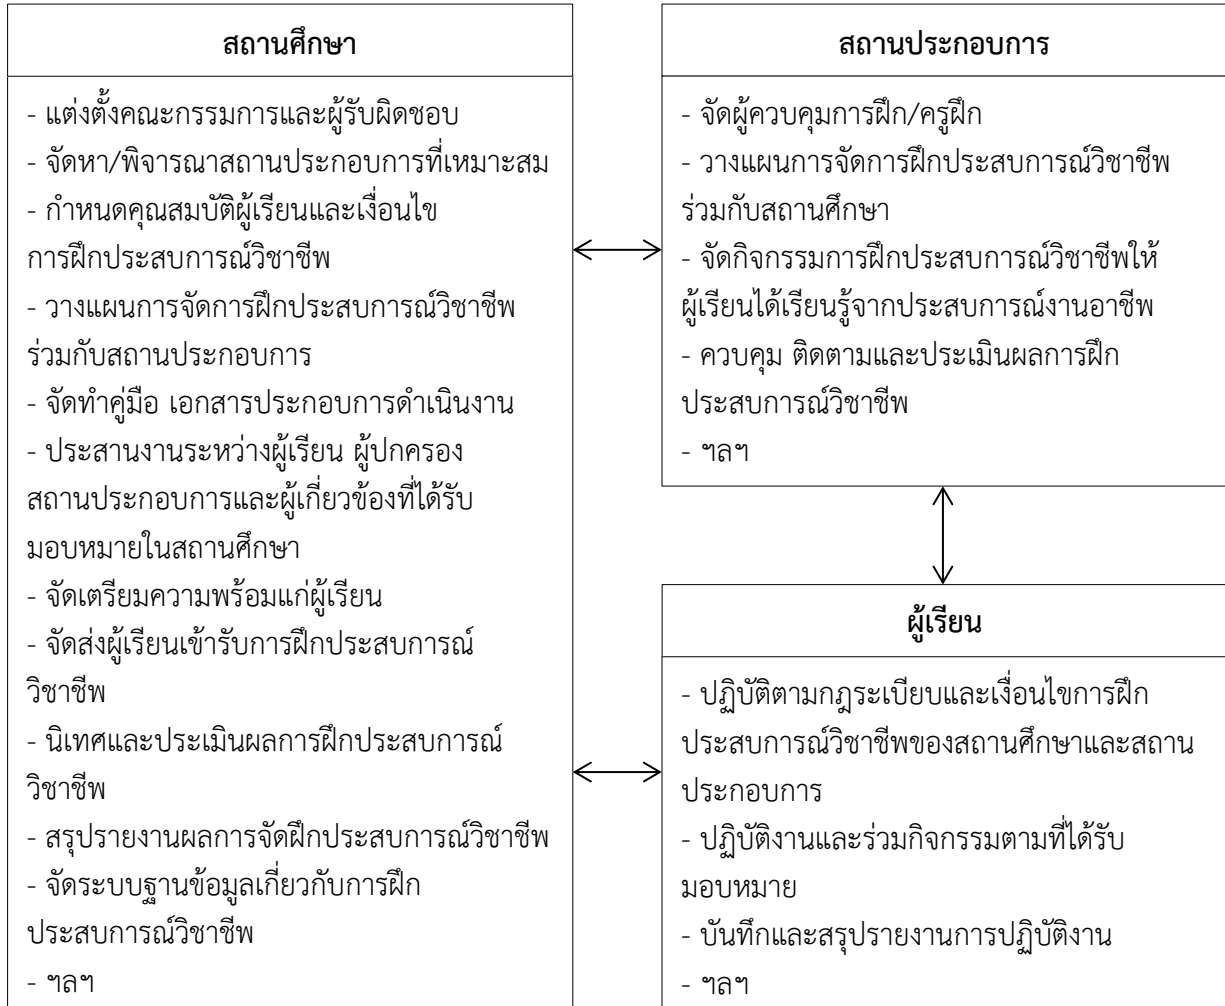 สถานศึกษา
- แต่งตั้งคณะกรรมการและผู้รับผิดชอบ
- จัดหา/พิจารณาสถานประกอบการที่เหมาะสม
- กำหนดคุณสมบัติผู้เรียนและเงื่อนไข
การฝึกประสบการณ์วิชาชีพ
- วางแผนการจัดการฝึกประสบการณ์วิชาชีพ
ร่วมกับสถานประกอบการ
- จัดทำคู่มือ เอกสารประกอบการดำเนินงาน
- ประสานงานระหว่างผู้เรียน ผู้ปกครอง
สถานประกอบการและผู้เกี่ยวข้องที่ได้รับ
มอบหมายในสถานศึกษา
- จัดเตรียมความพร้อมแก่ผู้เรียน
- จัดส่งผู้เรียนเข้ารับการฝึกประสบการณ์
วิชาชีพ
- นิเทศและประเมินผลการฝึกประสบการณ์
วิชาชีพ
- สรุปรายงานผลการจัดฝึกประสบการณ์วิชาชีพ
- จัดระบบฐานข้อมูลเกี่ยวกับการฝึก
ประสบการณ์วิชาชีพ
- ฯลฯ
สถานประกอบการ
- จัดผู้ควบคุมการฝึก/ครูฝึก
- วางแผนการจัดการฝึกประสบการณ์วิชาชีพ
ร่วมกับสถานศึกษา
- จัดกิจกรรมการฝึกประสบการณ์วิชาชีพให้
ผู้เรียนได้เรียนรู้จากประสบการณ์งานอาชีพ
- ควบคุม ติดตามและประเมินผลการฝึก
ประสบการณ์วิชาชีพ
- ฯลฯ
ผู้เรียน
- ปฏิบัติตามกฎระเบียบและเงื่อนไขการฝึก
ประสบการณ์วิชาชีพของสถานศึกษาและสถาน
ประกอบการ
- ปฏิบัติงานและร่วมกิจกรรมตามที่ได้รับ
มอบหมาย
- บันทึกและสรุปรายงานการปฏิบัติงาน
- ฯลฯ